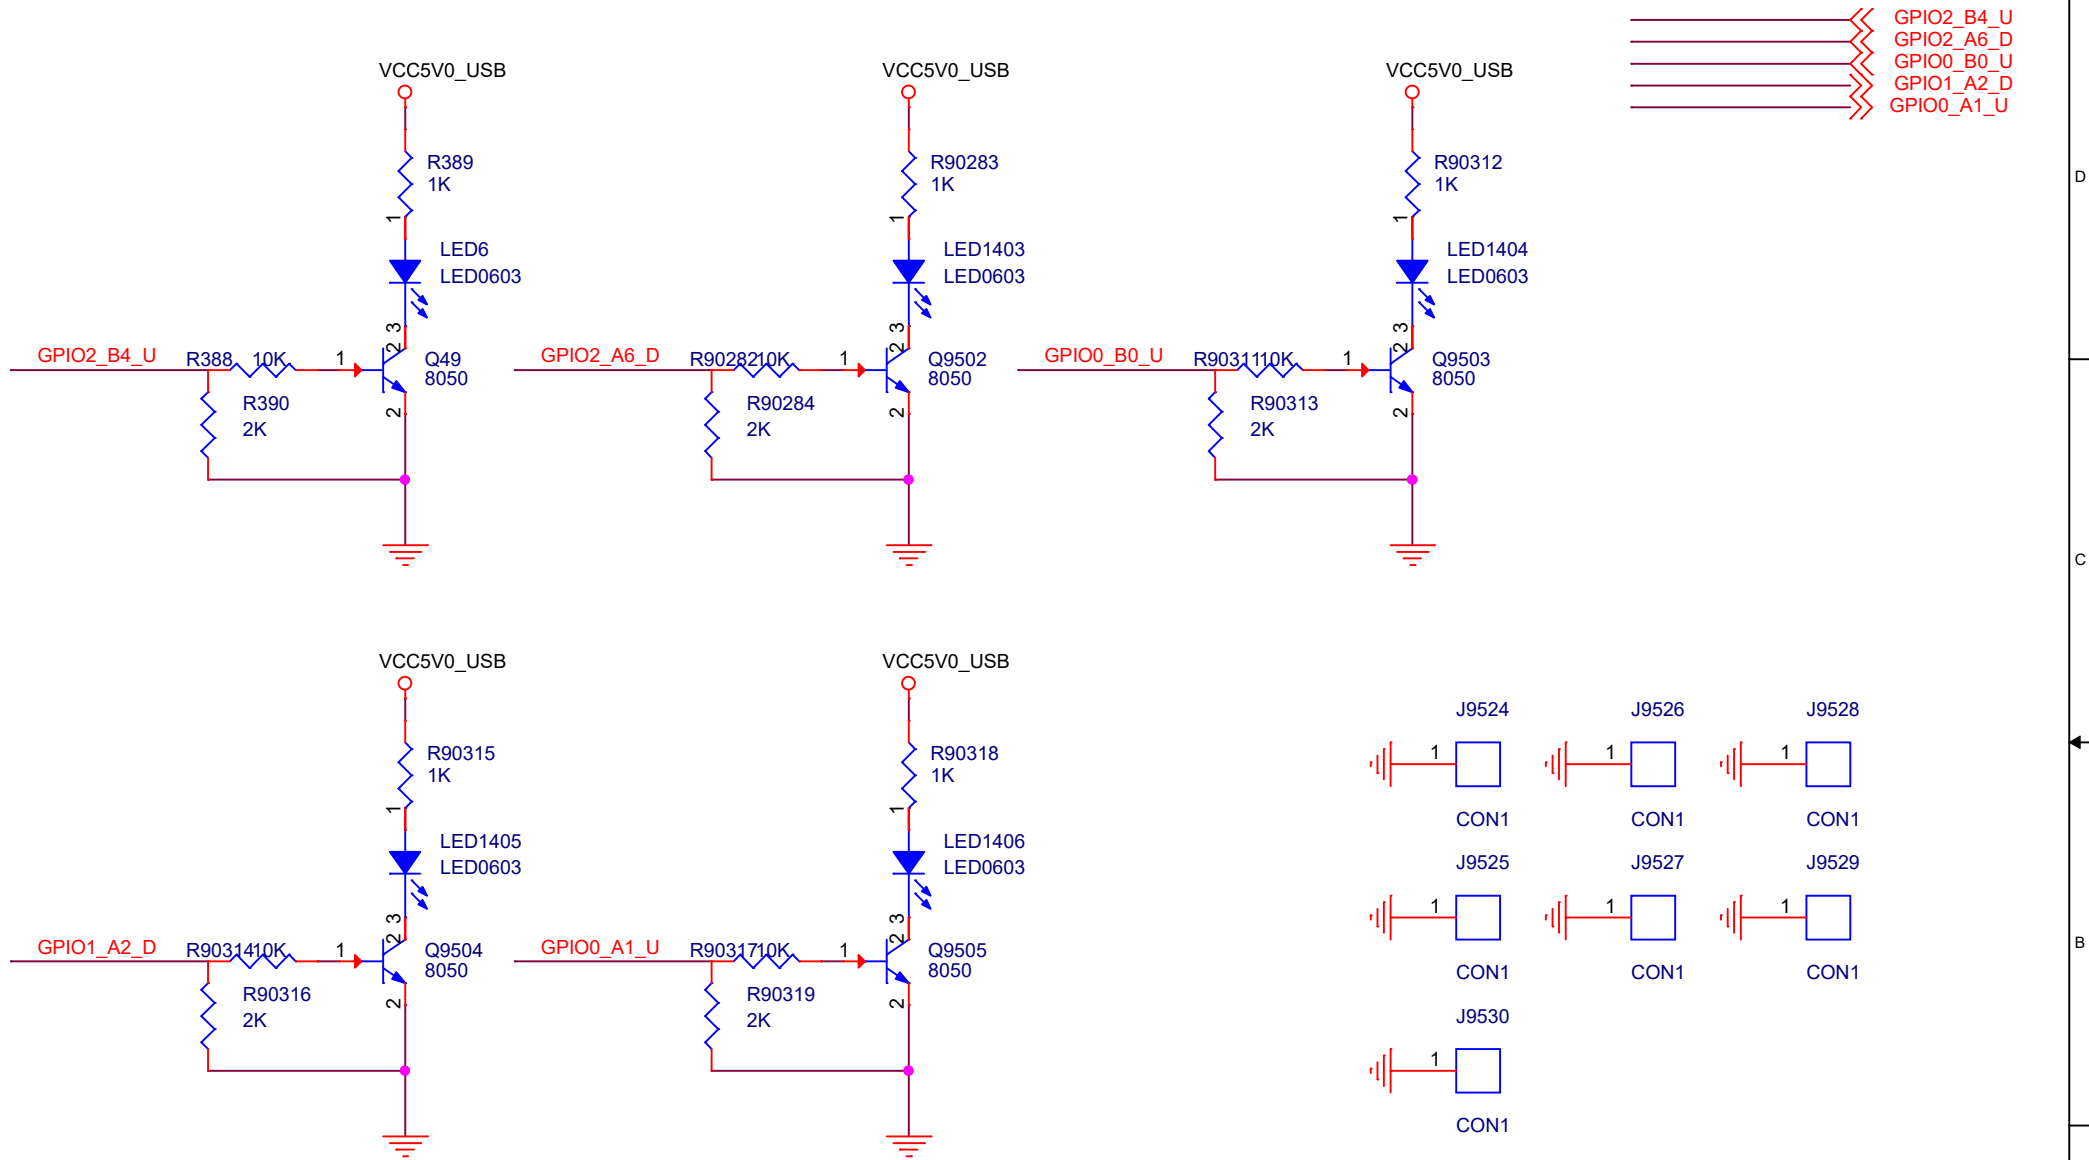 GPIO2_B4_U
GPIO2_A6_D
GPIO0_B0_U
GPIO1_A2_D
GPIO0_A1_U
VCC5V0_USB
R389
1K
1
LED6
LED0603
3
2
GPIO2_B4_U
R388 10K
1
Q49
8050
R390
2K
2
VCC5V0_USB
R90283
1K
1
LED1403
LED0603
3
2
GPIO2_A6_D
R90282 10K
1
Q9502
8050
R90284
2K
2
VCC5V0_USB
R90312
1K
1
LED1404
LED0603
3
2
GPIO0_B0_U
R90311 10K
1
Q9503
8050
R90313
2K
2
D
C
VCC5V0_USB
R90315
1K
1
LED1405
LED0603
3
2
GPIO1_A2_D
R90314 10K
1
Q9504
8050
R90316
2K
2
VCC5V0_USB
R90318
1K
1
LED1406
LED0603
3
2
GPIO0_A1_U
R90317 10K
1
Q9505
8050
R90319
2K
2
J9524
1
CON1
J9526
1
CON1
J9528
1
CON1
J9525
1
CON1
J9527
1
CON1
J9529
1
CON1
J9530
1
CON1
B